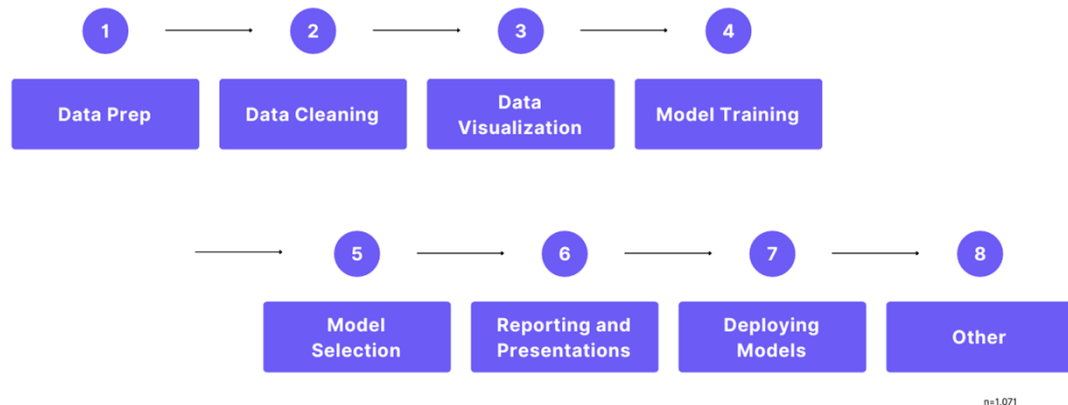 1
2
3
4
Data Prep
Data Cleaning
Data
Visualization
Model Training
5
6
7
8
Model
Selection
Reporting and
Presentations
Deploying
Models
Other
n=1,071